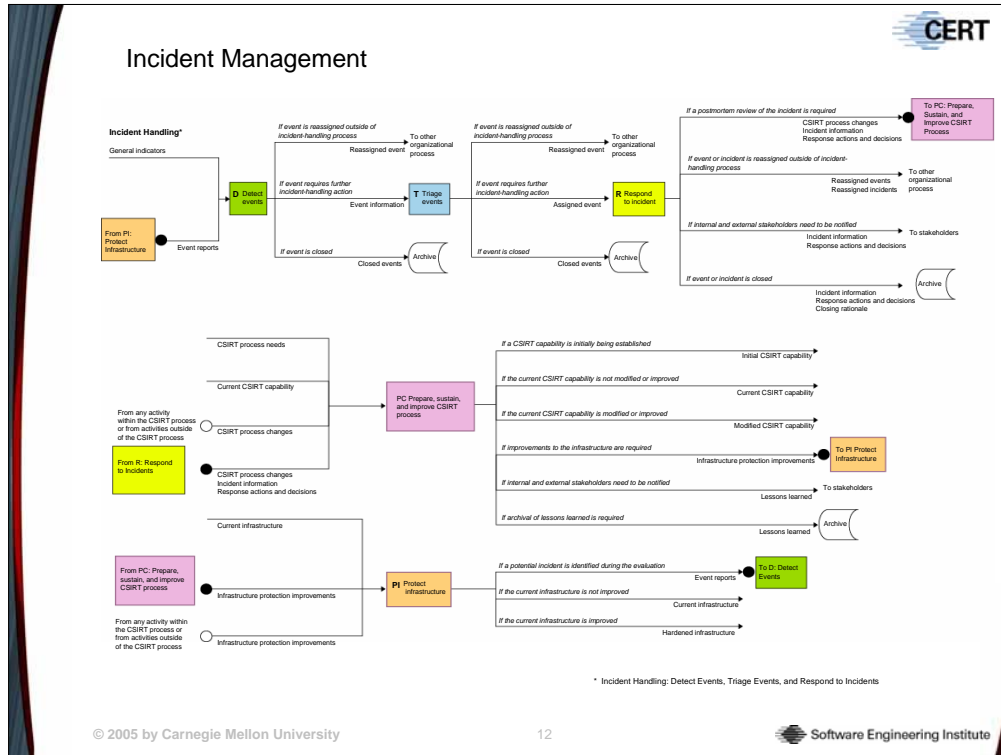 CERT
Incident Management
Incident Handling*
General indicators
From PI:
Protect
Infrastructure
Event reports
D Detect
events
If event is reassigned outside of
incident-handling process
Reassigned event
To other
organizational
process
If event requires further
incident-handling action
Event information
If event is closed
Closed events
Archive
T Triage
events
If event is reassigned outside of
incident-handling process
Reassigned event
To other
organizational
process
If event requires further
incident-handling action
Assigned event
If event is closed
Closed events
Archive
R Respond
to incident
If a postmortem review of the incident is required
CSIRT process changes
Incident information
Response actions and decisions
To PC: Prepare,
Sustain, and
Improve CSIRT
Process
If event or incident is reassigned outside of incident-
handling process
Reassigned events
Reassigned incidents
To other
organizational
process
If internal and external stakeholders need to be notified
Incident information
Response actions and decisions
To stakeholders
If event or incident is closed
Incident information
Response actions and decisions
Closing rationale
Archive
CSIRT process needs
Current CSIRT capability
From any activity
within the CSIRT process
or from activities outside
of the CSIRT process
CSIRT process changes
From R: Respond
to Incidents
CSIRT process changes
Incident information
Response actions and decisions
PC Prepare, sustain,
and improve CSIRT
process
If a CSIRT capability is initially being established
Initial CSIRT capability
If the current CSIRT capability is not modified or improved
Current CSIRT capability
If the current CSIRT capability is modified or improved
Modified CSIRT capability
If improvements to the infrastructure are required
Infrastructure protection improvements
To PI Protect
Infrastructure
If internal and external stakeholders need to be notified
Lessons learned
To stakeholders
If archival of lessons learned is required
Lessons learned
Archive
Current infrastructure
From PC: Prepare,
sustain, and improve
CSIRT process
Infrastructure protection improvements
From any activity within
the CSIRT process or
from activities outside
of the CSIRT process
Infrastructure protection improvements
PI Protect
infrastructure
If a potential incident is identified during the evaluation
Event reports
To D: Detect
Events
If the current infrastructure is not improved
Current infrastructure
If the current infrastructure is improved
Hardened infrastructure
* Incident Handling: Detect Events, Triage Events, and Respond to Incidents
© 2005 by Carnegie Mellon University
12
Software Engineering Institute